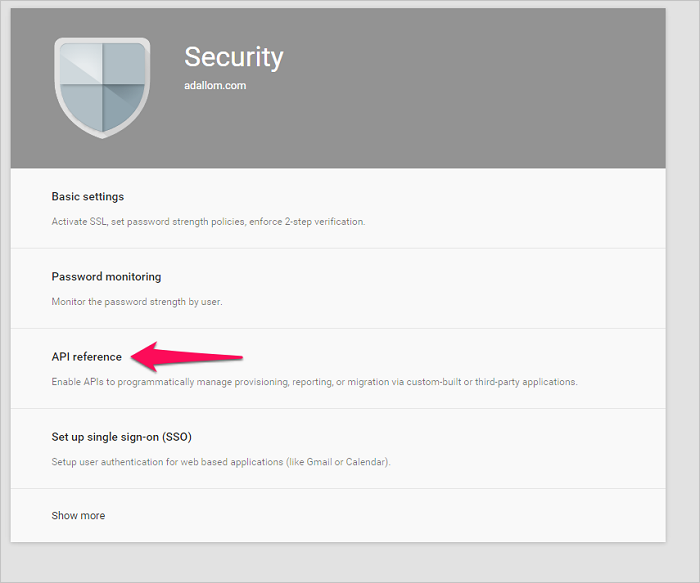 Security
adallom.com
Basic settings
Activate SSL, set password strength policies, enforce 2-step verification.
Password monitoring
Monitor the password strength by user.
API reference
Enable APIs to programmatically manage provisioning, reporting, or migration via custom-built or third-party applications.
Set up single sign-on (SSO)
Setup user authentication for web based applications (like Gmail or Calendar).
Show more